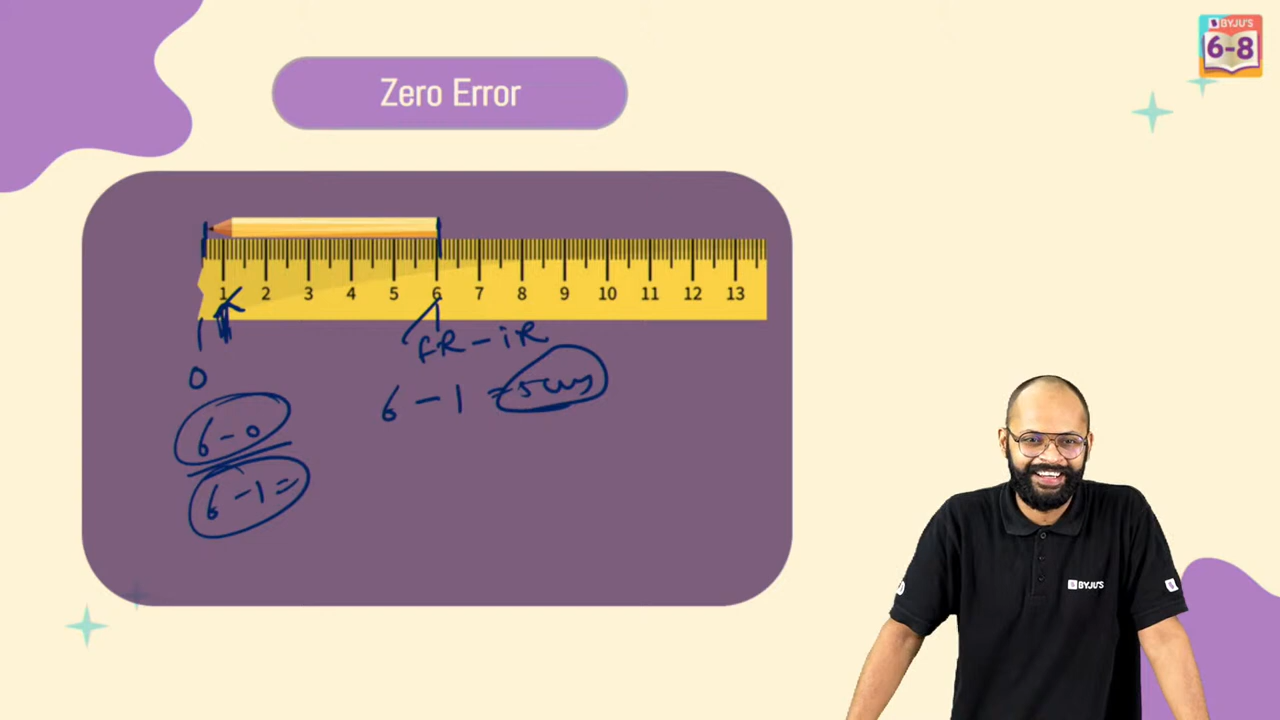 BYJU'S
6-8
Zero Error
1 2 3 4 5 6 7 8 9 10 11 12 13
fR - iR
0
6 - 1 = 5 cms
6 - 0
6 - 1 =
BYJU'S